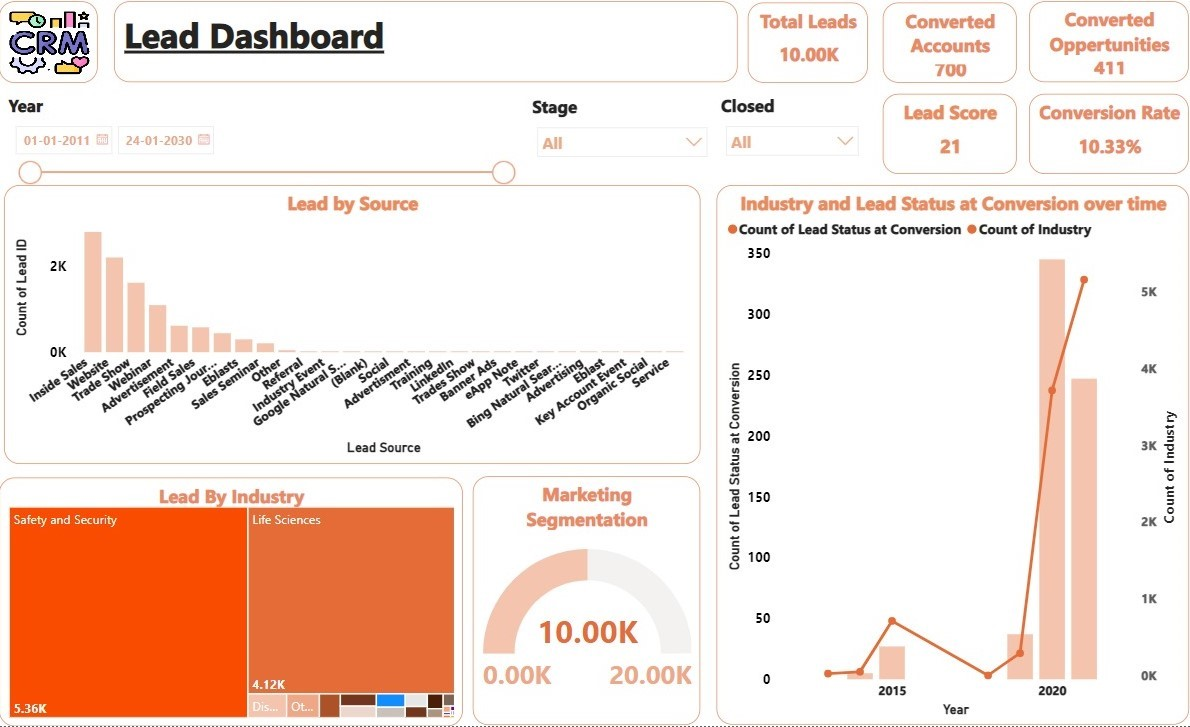 CRM
Lead Dashboard
Total Leads
10.00K
Converted
Accounts
700
Converted
Oppertunities
411
Year
01-01-2011
24-01-2030
Stage
All
Closed
All
Lead Score
21
Conversion Rate
10.33%
Lead by Source
Count of Lead ID
2K
0K
Inside Sales
Website
Trade Show
Webinar
Advertisement
Field Sales
Prospecting Jour...
Eblasts
Sales Seminar
Other
Referral
Industry Event
Google Natural S...
(Blank)
Social
Advertisment
Training
LinkedIn
Trades Show
Banner Ads
eApp Note
Twitter
Bing Natural Sear...
Advertising
Eblast
Key Account Event
Organic Social
Service
Lead Source
Industry and Lead Status at Conversion over time
Count of Lead Status at Conversion
Count of Industry
Count of Lead Status at Conversion
350
300
250
200
150
100
50
0
5K
4K
3K
2K
1K
0K
Count of Industry
2015
2020
Year
Lead By Industry
Safety and Security
5.36K
Life Sciences
4.12K
Dis...
Ot...
Marketing
Segmentation
10.00K
0.00K
20.00K